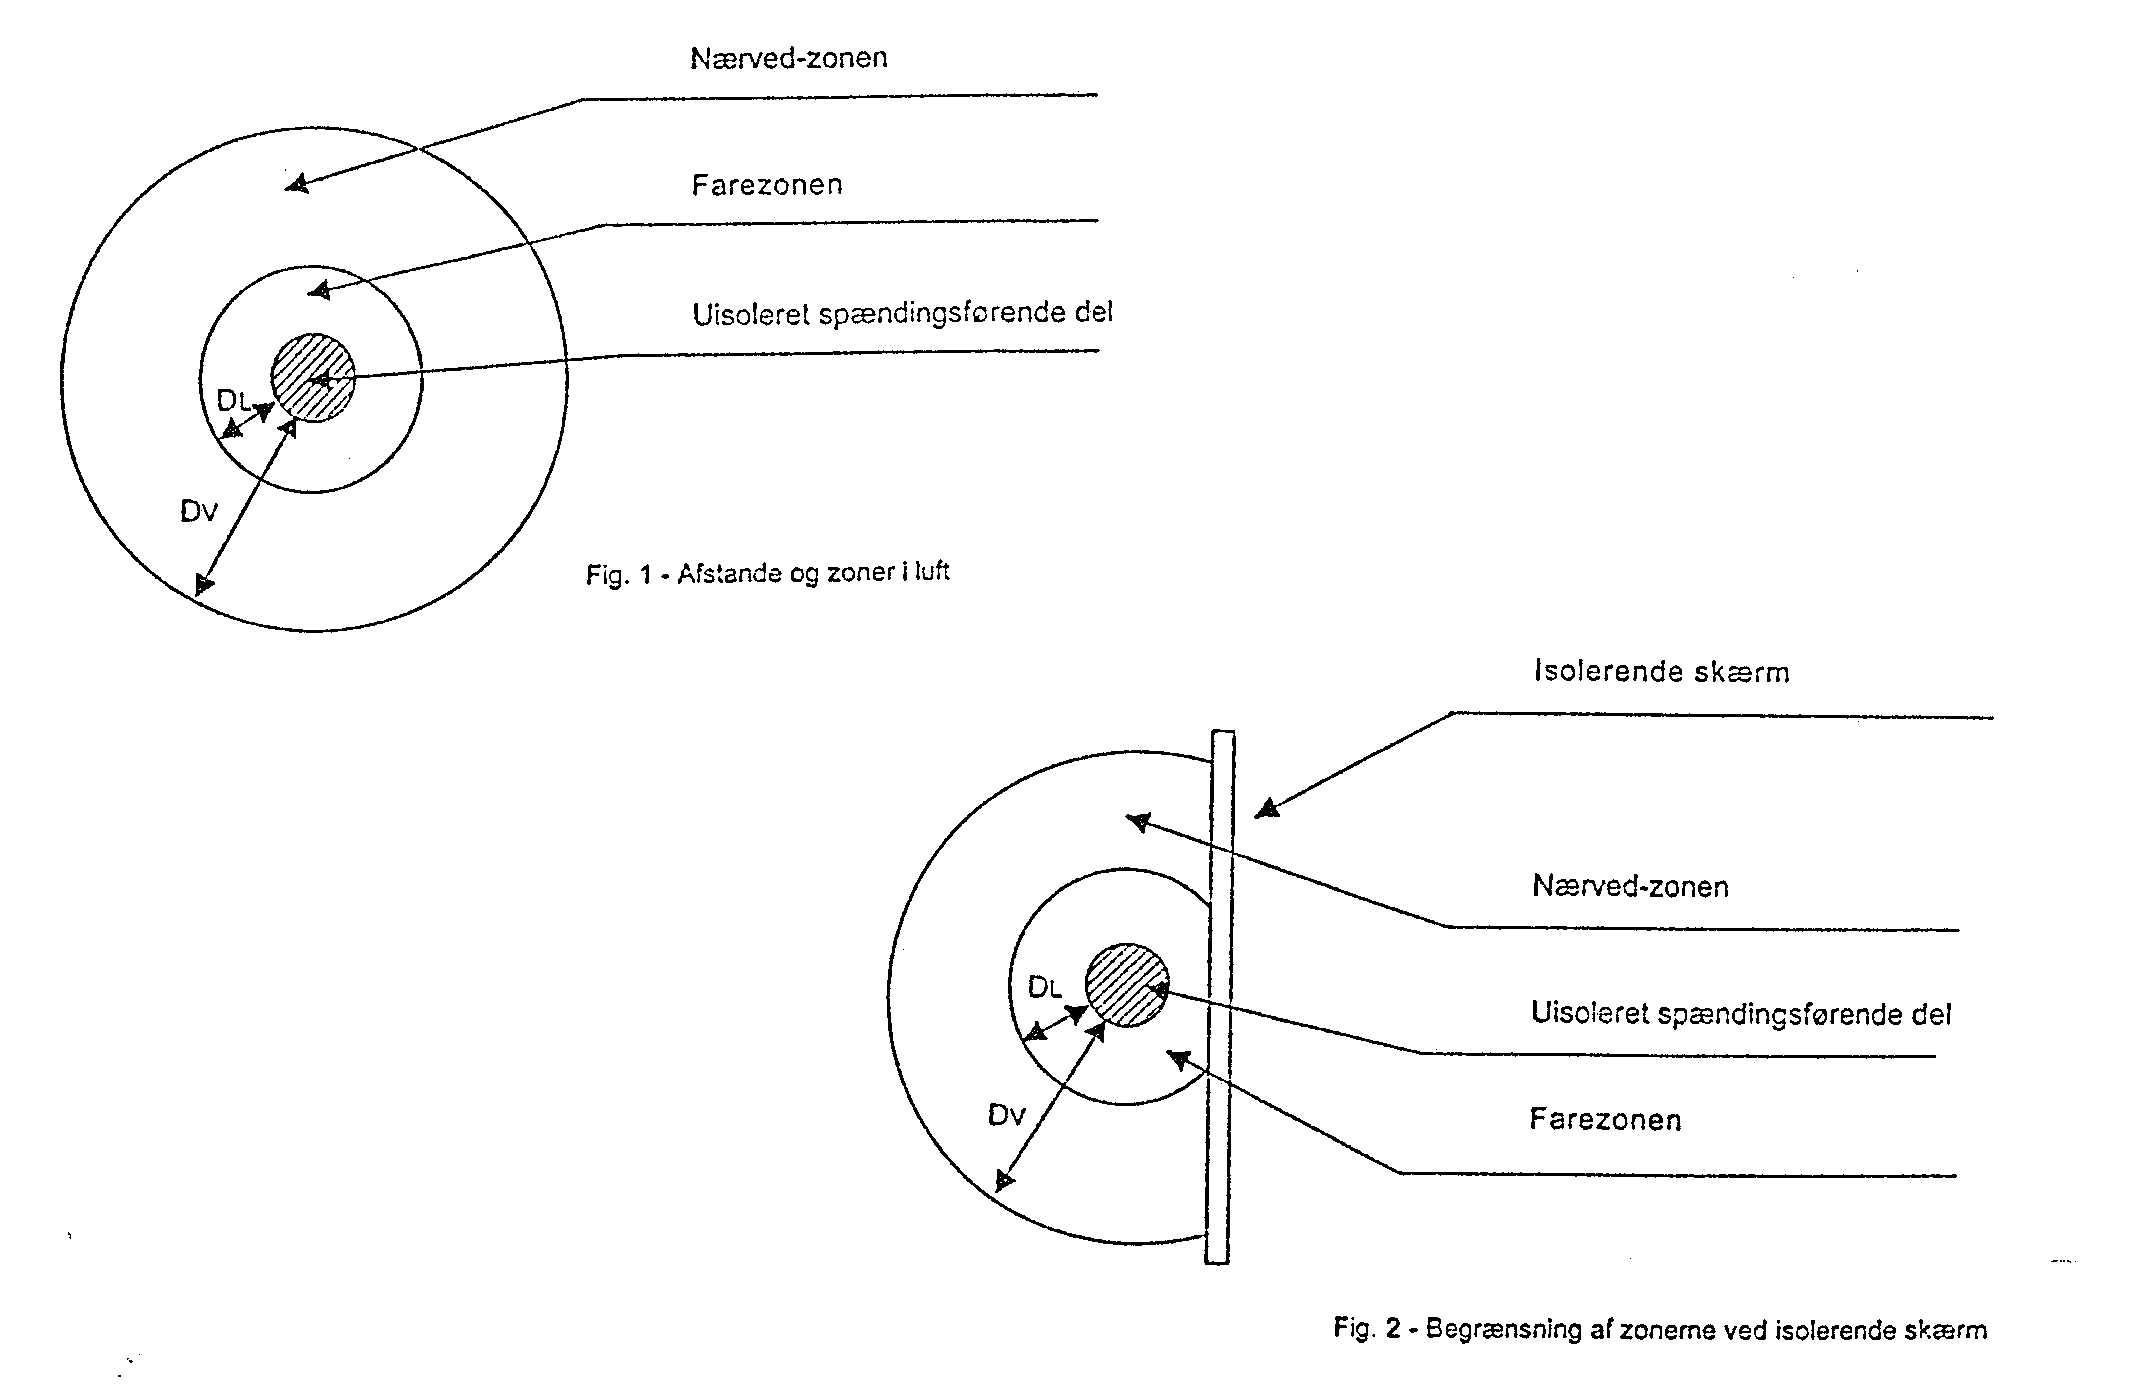 Nærved-zonen
Farezonen
Uisoleret spændingsførende del
DL
DV
Fig. 1 - Afstande og zoner i luft
Isolerende skærm
Nærved-zonen
DL
Uisoleret spændingsførende del
DV
Farezonen
Fig. 2 - Begrænsning af zonerne ved isolerende skærm